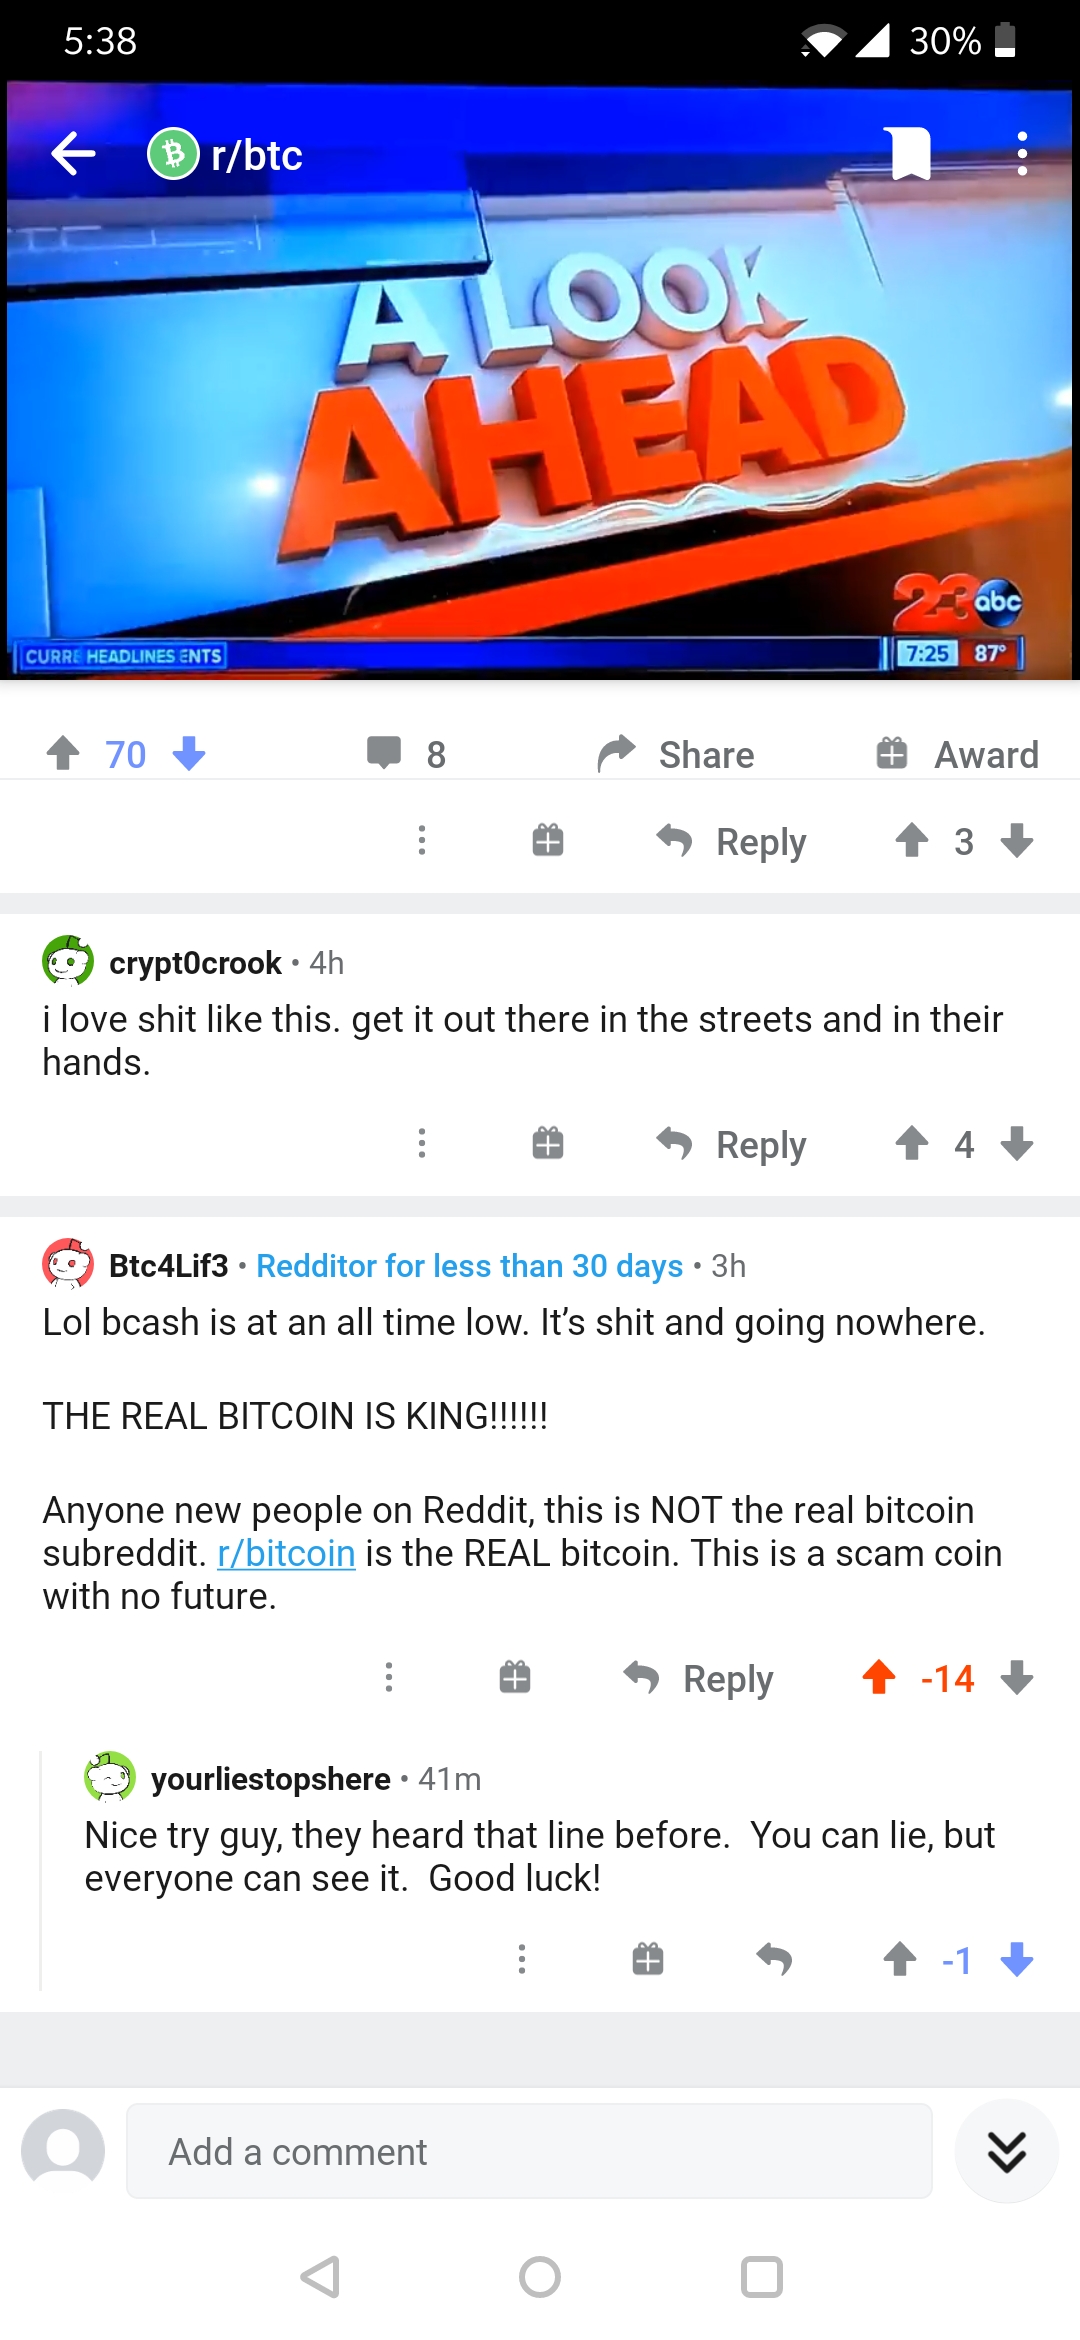 5:38
30%
r/btc
A LOOK
AHEAD
23 abc
CURRE HEADLINES ENTS
7:25 87°
70 8 Share Award
Reply 3
crypt0crook • 4h
i love shit like this. get it out there in the streets and in their
hands.
Reply 4
Btc4Lif3 • Redditor for less than 30 days • 3h
Lol bcash is at an all time low. It’s shit and going nowhere.
THE REAL BITCOIN IS KING!!!!!!
Anyone new people on Reddit, this is NOT the real bitcoin
subreddit. r/bitcoin is the REAL bitcoin. This is a scam coin
with no future.
Reply -14
yourliestopshere • 41m
Nice try guy, they heard that line before.  You can lie, but
everyone can see it.  Good luck!
-1
Add a comment